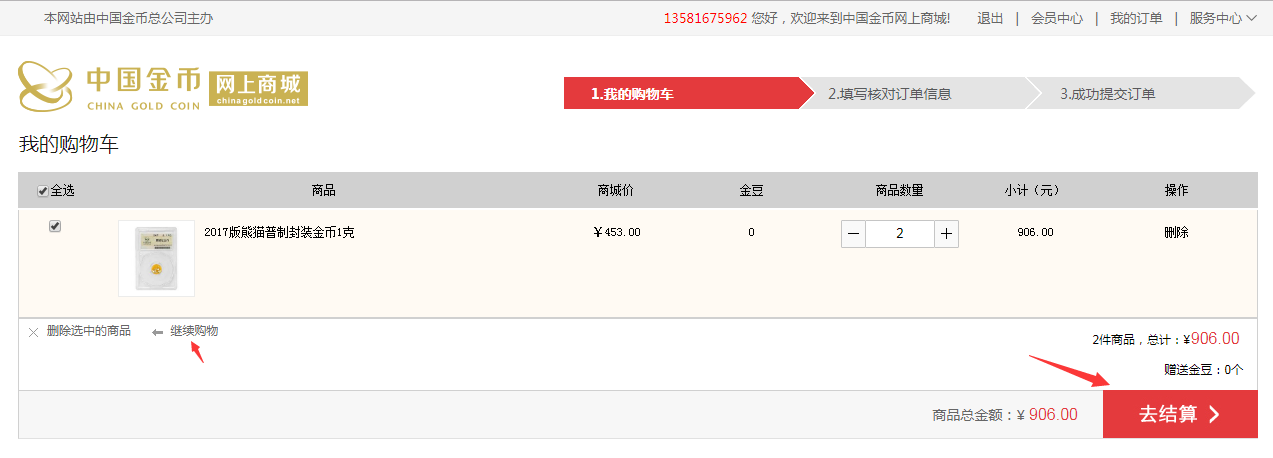 本网站由中国金币总公司主办 13581675962 您好，欢迎来到中国金币网上商城! 退出 | 会员中心 | 我的订单 | 服务中心
中国金币 网上商城
CHINA GOLD COIN chinagoldcoin.net
1.我的购物车 2.填写核对订单信息 3.成功提交订单
我的购物车
全选 商品 商城价 金豆 商品数量 小计（元） 操作
2017版熊猫普制封装金币1克 ￥453.00 0 － 2 ＋ 906.00 删除
删除选中的商品 继续购物
2件商品，总计：¥906.00
赠送金豆：0个
商品总金额：¥ 906.00 去结算